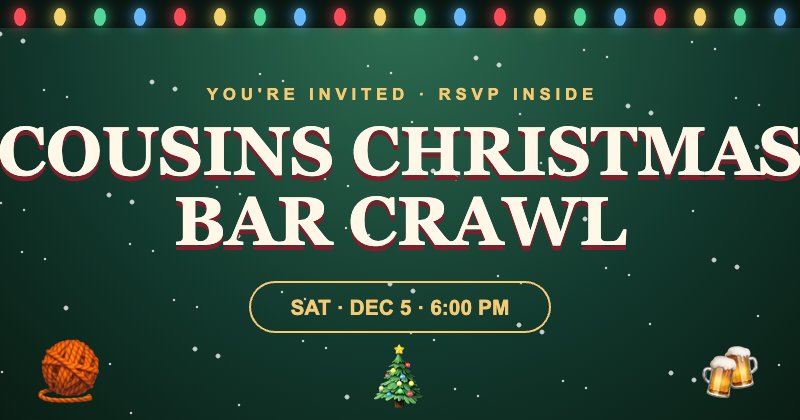 YOU'RE INVITED · RSVP INSIDE
COUSINS CHRISTMAS
BAR CRAWL
SAT · DEC 5 · 6:00 PM